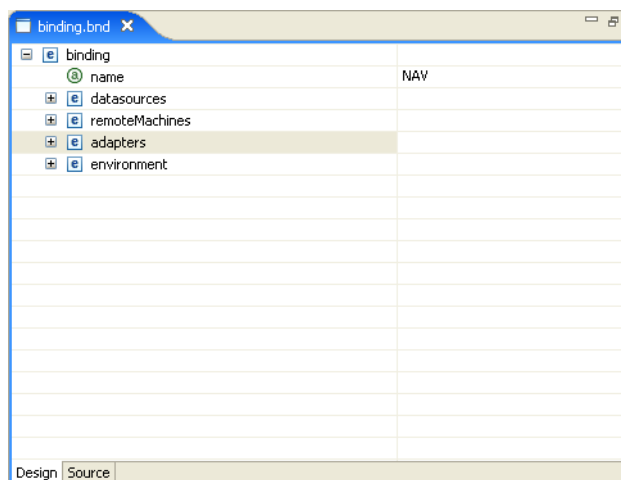 binding.bnd
e binding
a name NAV
e datasources
e remoteMachines
e adapters
e environment
Design Source